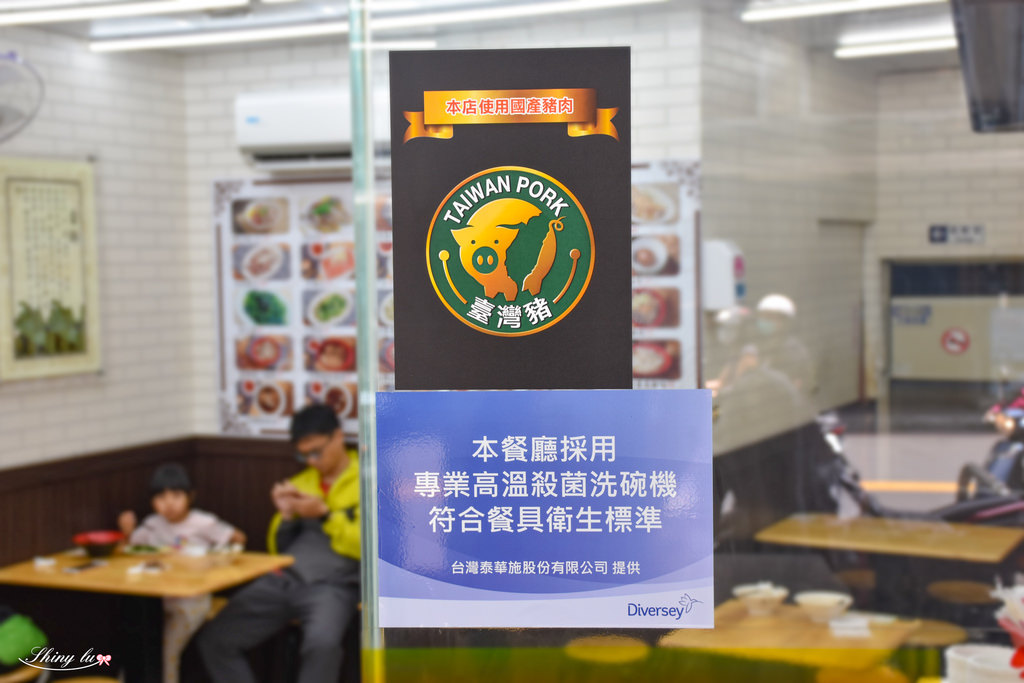 本店使用國產豬肉
TAIWAN PORK
臺灣豬
本餐廳採用
專業高溫殺菌洗碗機
符合餐具衛生標準
台灣泰華施股份有限公司 提供
Diversey
Shiny lu